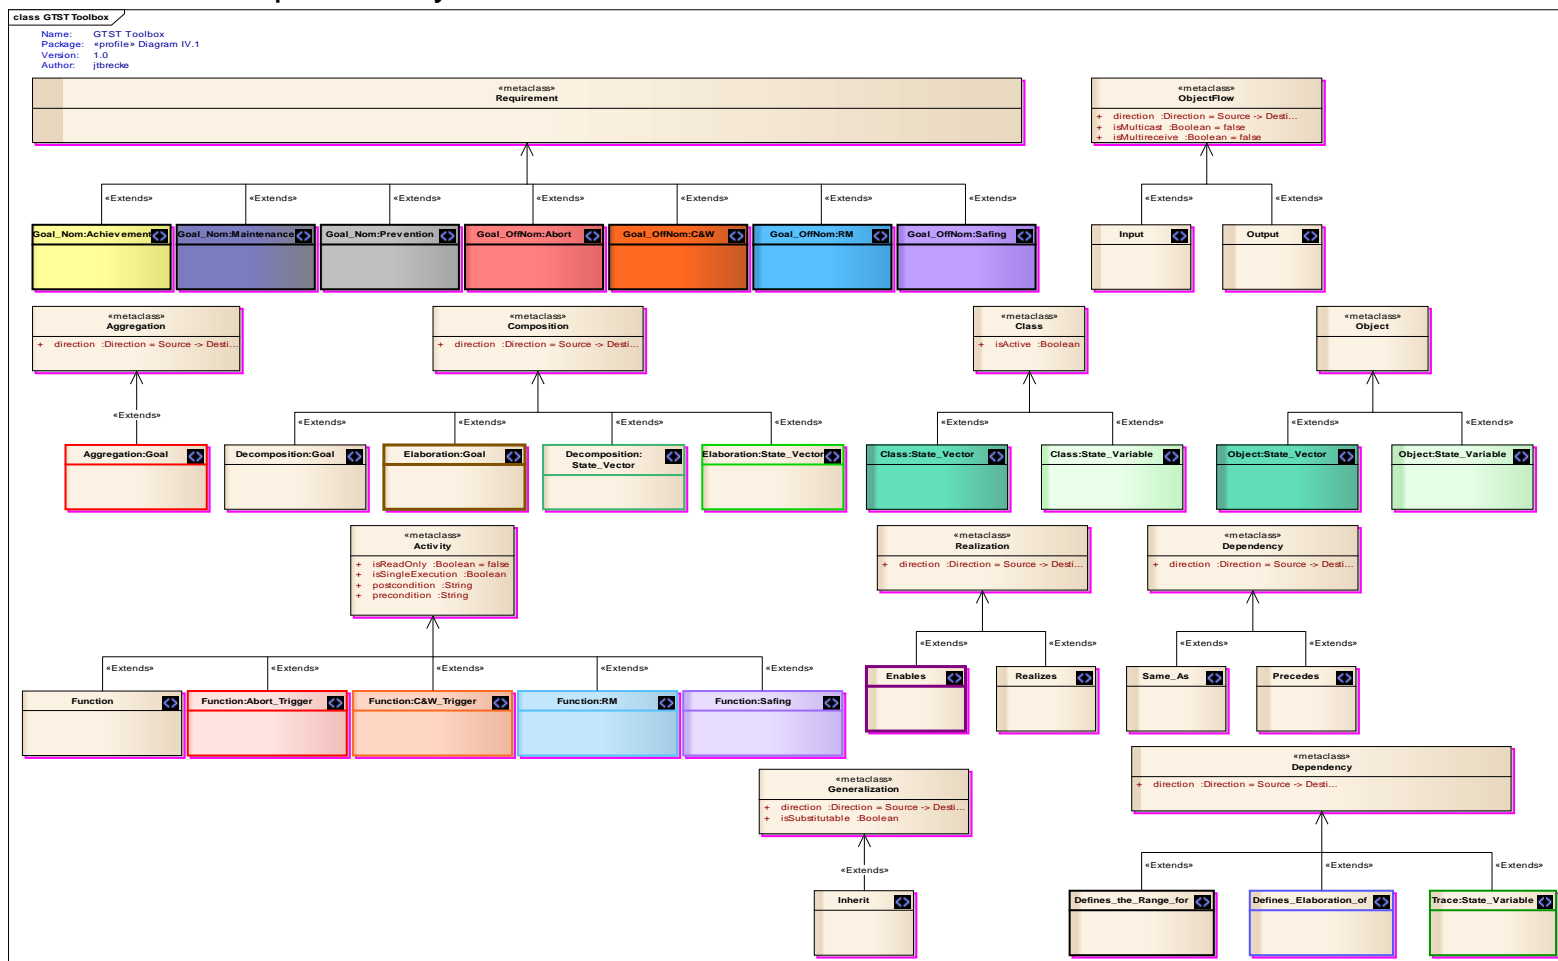 class GTST Toolbox
Name: GTST Toolbox
Package: «profile» Diagram IV.1
Version: 1.0
Author: jtbrecke
«metaclass»
Requirement
«metaclass»
ObjectFlow
+ direction :Direction = Source -> Desti...
+ isMulticast :Boolean = false
+ isMultireceive :Boolean = false
«Extends»
«Extends»
«Extends»
«Extends»
«Extends»
«Extends»
«Extends»
«Extends»
«Extends»
Goal_Nom:Achievement
Goal_Nom:Maintenance
Goal_Nom:Prevention
Goal_OffNom:Abort
Goal_OffNom:C&W
Goal_OffNom:RM
Goal_OffNom:Safing
Input
Output
«metaclass»
Aggregation
+ direction :Direction = Source -> Desti...
«metaclass»
Composition
+ direction :Direction = Source -> Desti...
«metaclass»
Class
+ isActive :Boolean
«metaclass»
Object
«Extends»
«Extends»
«Extends»
«Extends»
«Extends»
«Extends»
«Extends»
«Extends»
«Extends»
Aggregation:Goal
Decomposition:Goal
Elaboration:Goal
Decomposition:
State_Vector
Elaboration:State_Vector
Class:State_Vector
Class:State_Variable
Object:State_Vector
Object:State_Variable
«metaclass»
Activity
+ isReadOnly :Boolean = false
+ isSingleExecution :Boolean
+ postcondition :String
+ precondition :String
«metaclass»
Realization
+ direction :Direction = Source -> Desti...
«metaclass»
Dependency
+ direction :Direction = Source -> Desti...
«Extends»
«Extends»
«Extends»
«Extends»
«Extends»
«Extends»
«Extends»
«Extends»
«Extends»
Enables
Realizes
Same_As
Precedes
Function
Function:Abort_Trigger
Function:C&W_Trigger
Function:RM
Function:Safing
«metaclass»
Generalization
+ direction :Direction = Source -> Desti...
+ isSubstitutable :Boolean
«metaclass»
Dependency
+ direction :Direction = Source -> Desti...
«Extends»
«Extends»
«Extends»
«Extends»
Inherit
Defines_the_Range_for
Defines_Elaboration_of
Trace:State_Variable